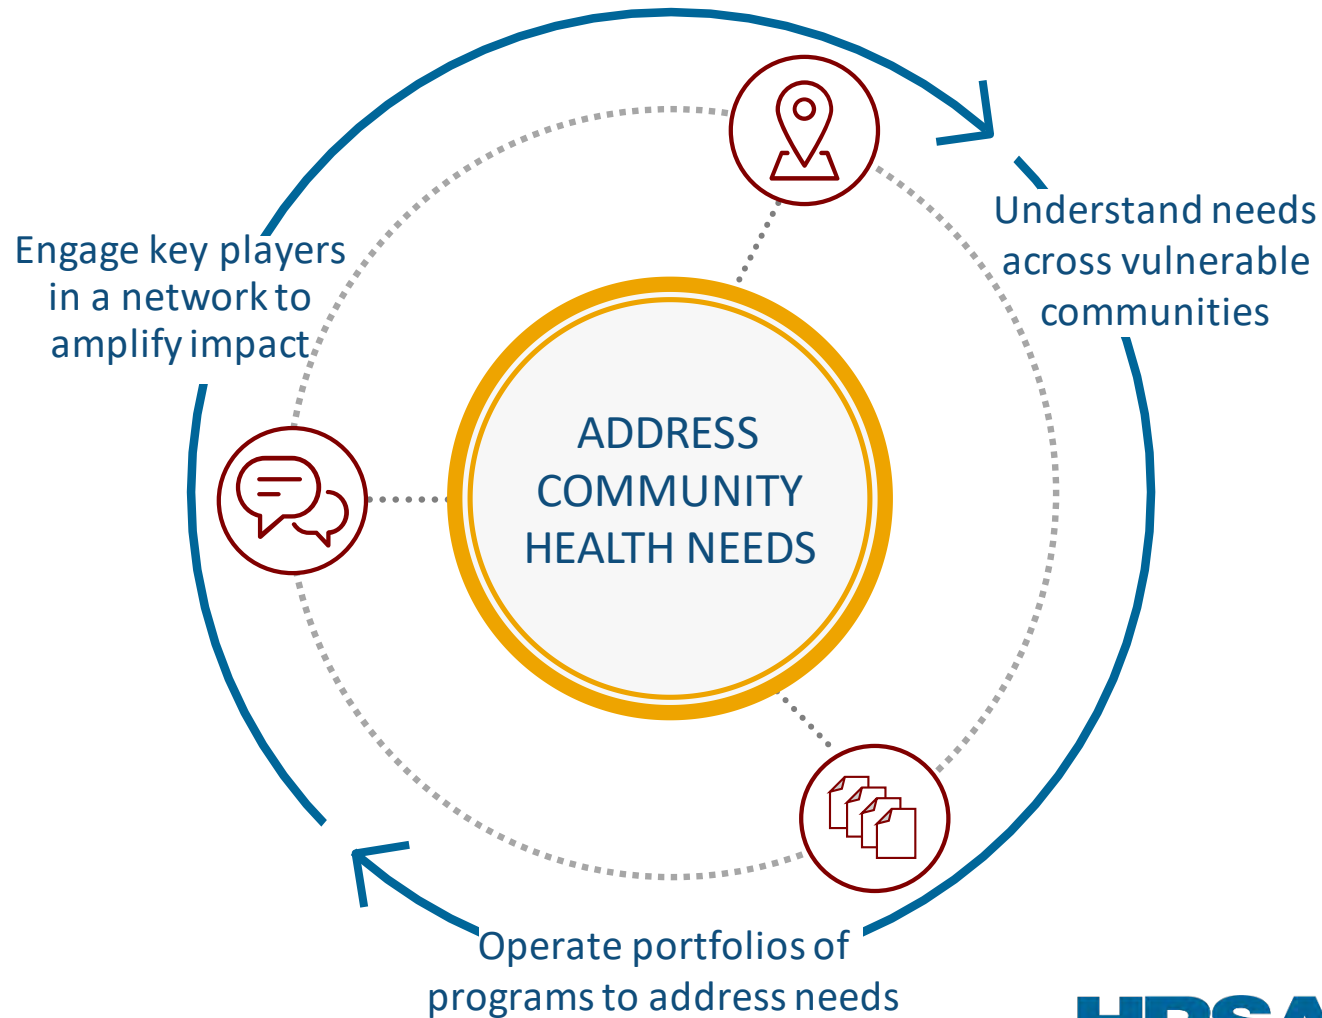 Understand needs
across vulnerable
communities
Engage key players
in a network to
amplify impact
ADDRESS
COMMUNITY
HEALTH NEEDS
Operate portfolios of
programs to address needs
HRSA